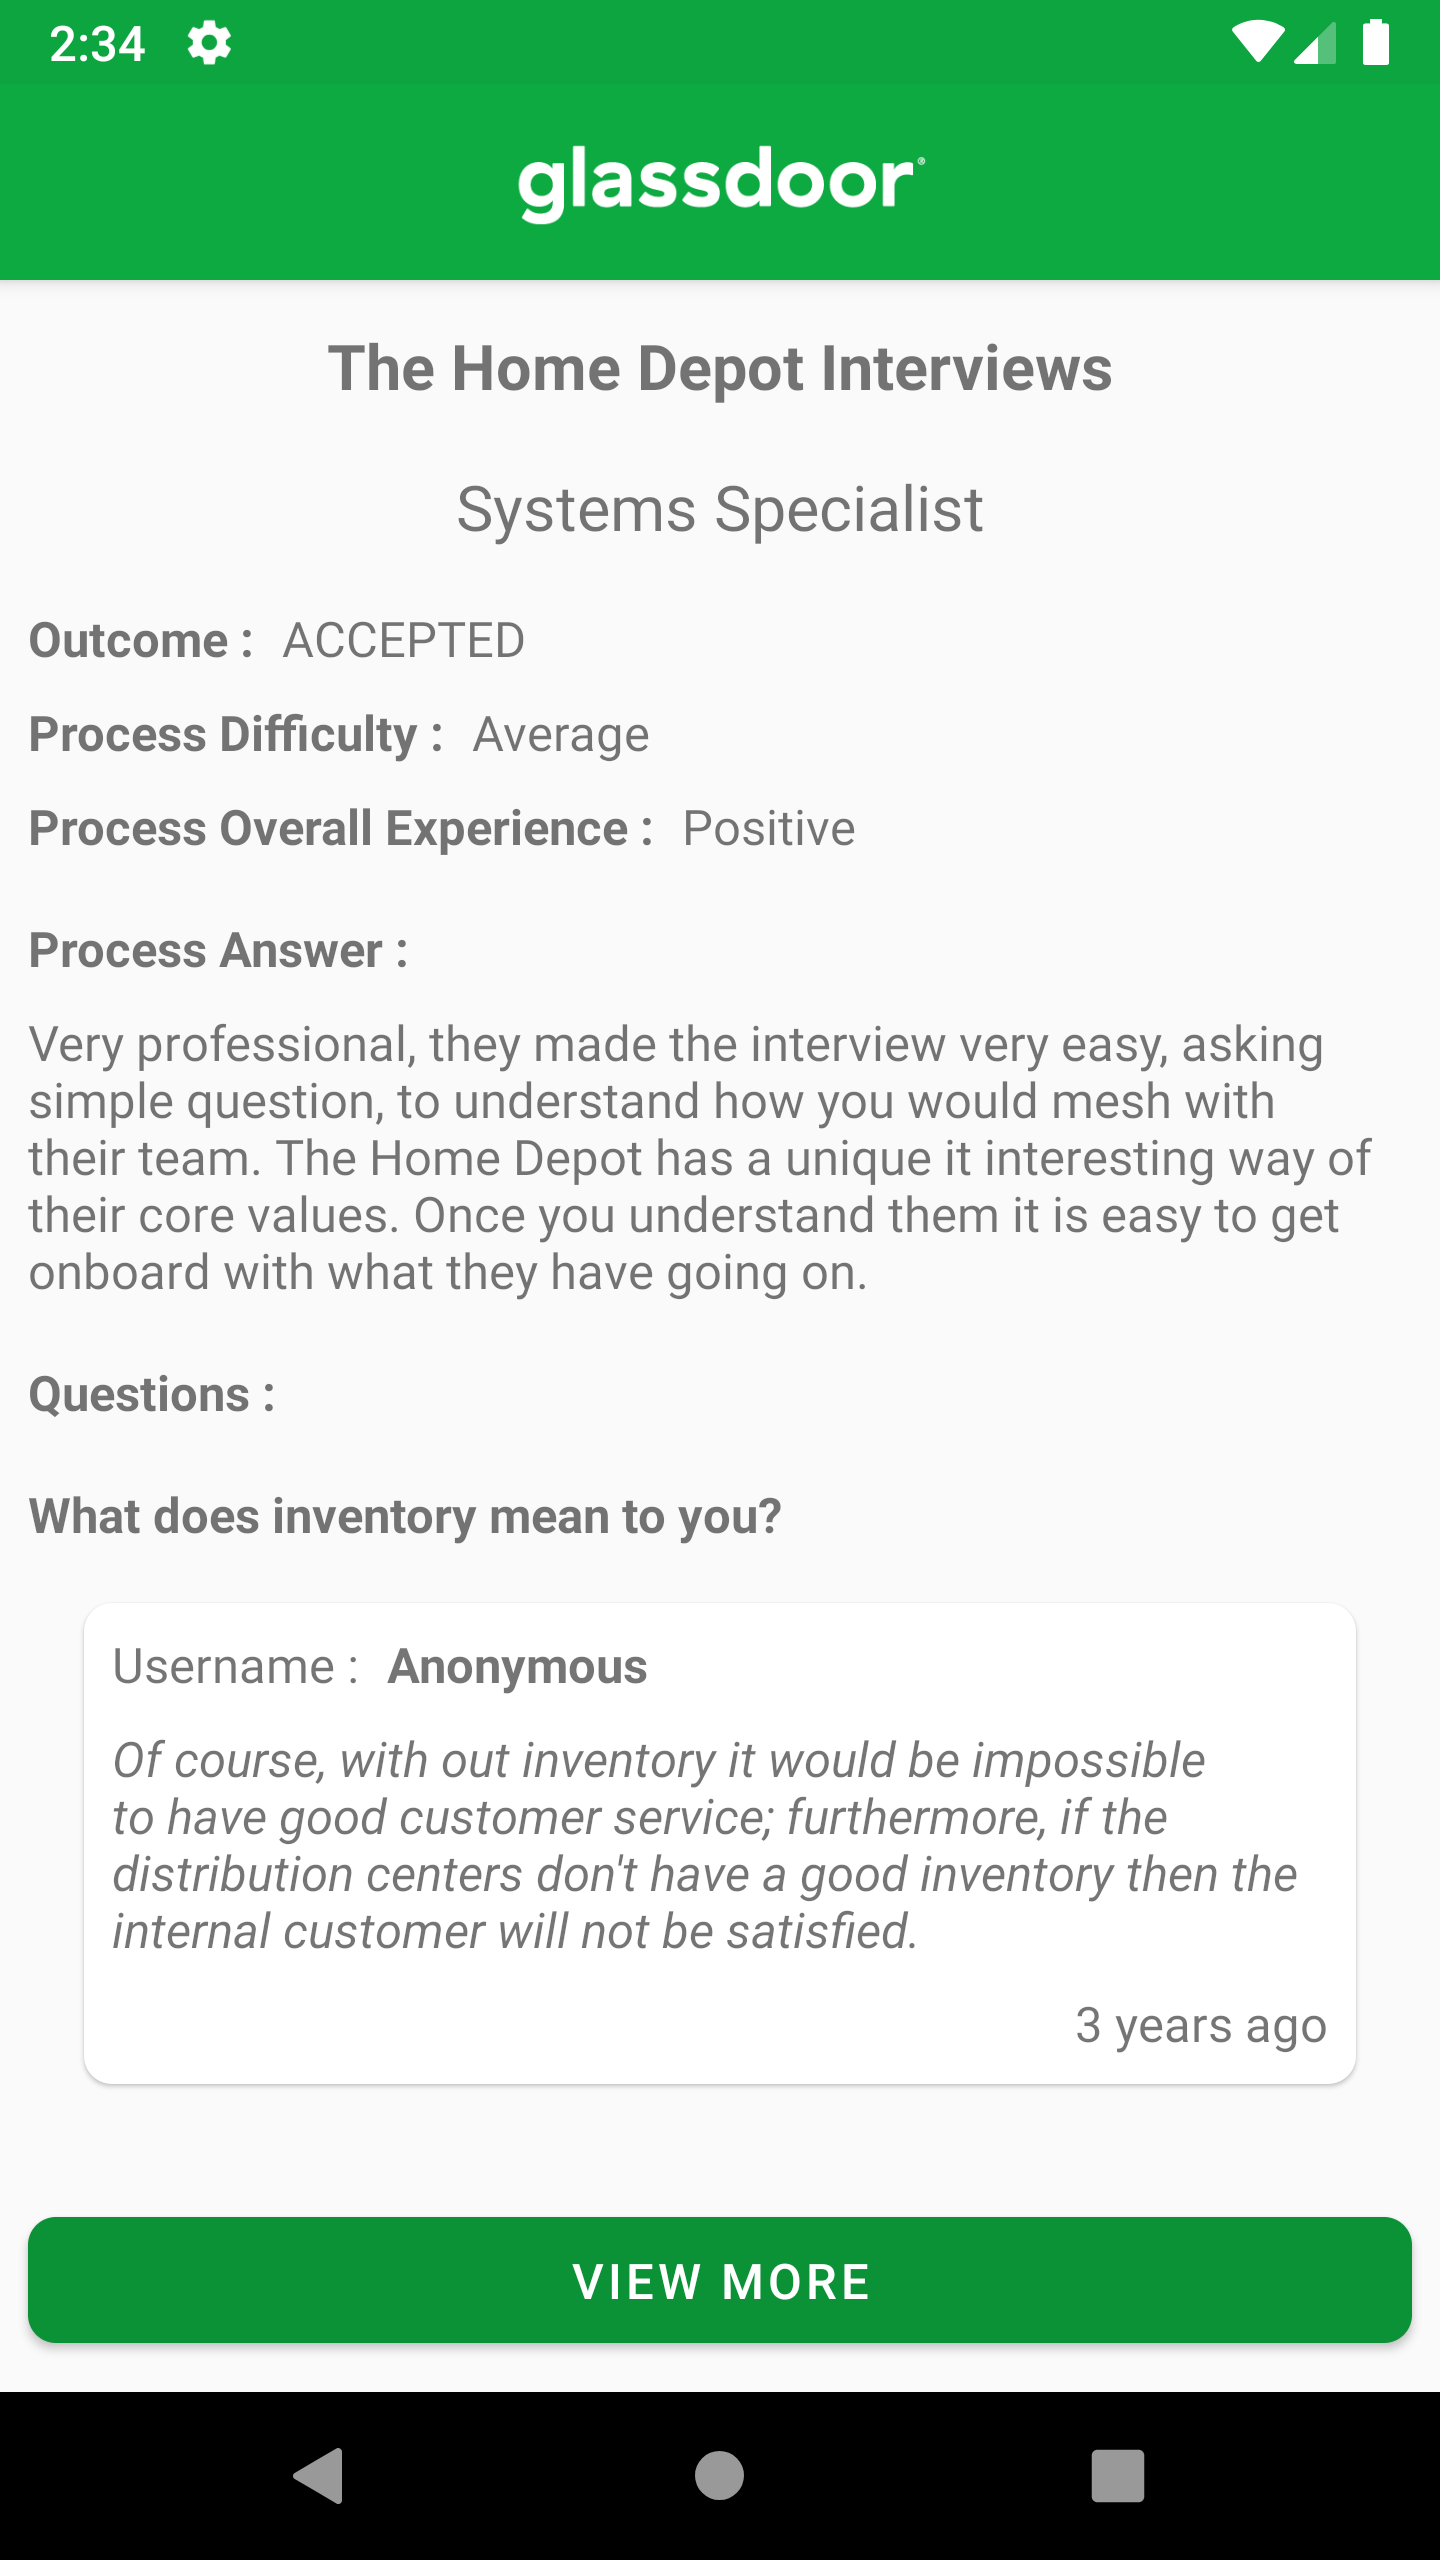 2:34
glassdoor®
The Home Depot Interviews
Systems Specialist
Outcome : ACCEPTED
Process Difficulty : Average
Process Overall Experience : Positive
Process Answer :
Very professional, they made the interview very easy, asking
simple question, to understand how you would mesh with
their team. The Home Depot has a unique it interesting way of
their core values. Once you understand them it is easy to get
onboard with what they have going on.
Questions :
What does inventory mean to you?
Username : Anonymous
Of course, with out inventory it would be impossible
to have good customer service; furthermore, if the
distribution centers don't have a good inventory then the
internal customer will not be satisfied.
3 years ago
VIEW MORE